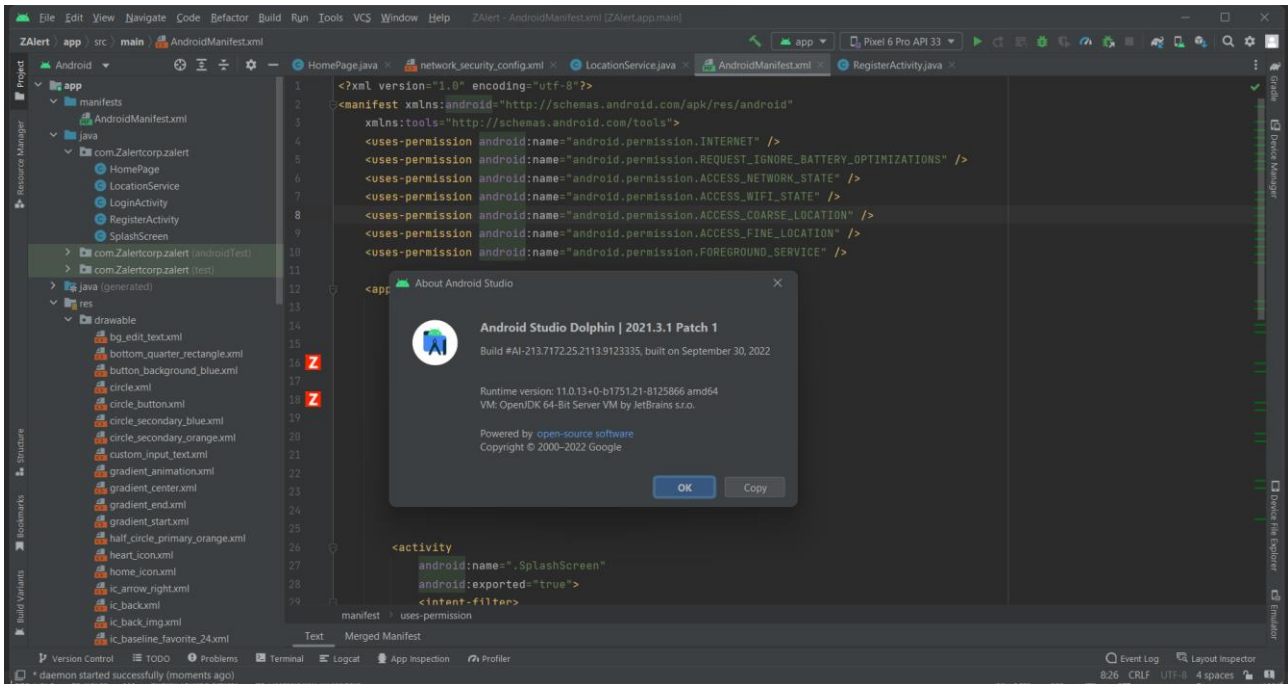 File Edit View Navigate Code Refactor Build Run Tools VCS Window Help ZAlert - AndroidManifest.xml [ZAlert.app.main]
ZAlert app src main AndroidManifest.xml app Pixel 6 Pro API 33
Android HomePage.java network_security_config.xml LocationService.java AndroidManifest.xml RegisterActivity.java
Project
Resource Manager
Structure
Bookmarks
Build Variants
app
manifests
AndroidManifest.xml
java
com.Zalertcorp.zalert
HomePage
LocationService
LoginActivity
RegisterActivity
SplashScreen
com.Zalertcorp.zalert (androidTest)
com.Zalertcorp.zalert (test)
java (generated)
res
drawable
bg_edit_text.xml
bottom_quarter_rectangle.xml
button_background_blue.xml
circle.xml
circle_button.xml
circle_secondary_blue.xml
circle_secondary_orange.xml
custom_input_text.xml
gradient_animation.xml
gradient_center.xml
gradient_end.xml
gradient_start.xml
half_circle_primary_orange.xml
heart_icon.xml
home_icon.xml
ic_arrow_right.xml
ic_back.xml
ic_back_img.xml
ic_baseline_favorite_24.xml
1 <?xml version="1.0" encoding="utf-8"?>
2 <manifest xmlns:android="http://schemas.android.com/apk/res/android"
3 xmlns:tools="http://schemas.android.com/tools">
4 <uses-permission android:name="android.permission.INTERNET" />
5 <uses-permission android:name="android.permission.REQUEST_IGNORE_BATTERY_OPTIMIZATIONS" />
6 <uses-permission android:name="android.permission.ACCESS_NETWORK_STATE" />
7 <uses-permission android:name="android.permission.ACCESS_WIFI_STATE" />
8 <uses-permission android:name="android.permission.ACCESS_COARSE_LOCATION" />
9 <uses-permission android:name="android.permission.ACCESS_FINE_LOCATION" />
10 <uses-permission android:name="android.permission.FOREGROUND_SERVICE" />
11
12 <app
13
14
15
16 Z
17
18 Z
19
20
21
22
23
24
25
26 <activity
27 android:name=".SplashScreen"
28 android:exported="true">
29 <intent-filter>
About Android Studio
Android Studio Dolphin | 2021.3.1 Patch 1
Build #AI-213.7172.25.2113.9123335, built on September 30, 2022
Runtime version: 11.0.13+0-b1751.21-8125866 amd64
VM: OpenJDK 64-Bit Server VM by JetBrains s.r.o.
Powered by open-source software
Copyright © 2000–2022 Google
OK Copy
manifest uses-permission
Text Merged Manifest
Gradle
Device Manager
Device File Explorer
Emulator
Version Control TODO Problems Terminal Logcat App Inspection Profiler Event Log Layout Inspector
* daemon started successfully (moments ago) 8:26 CRLF UTF-8 4 spaces